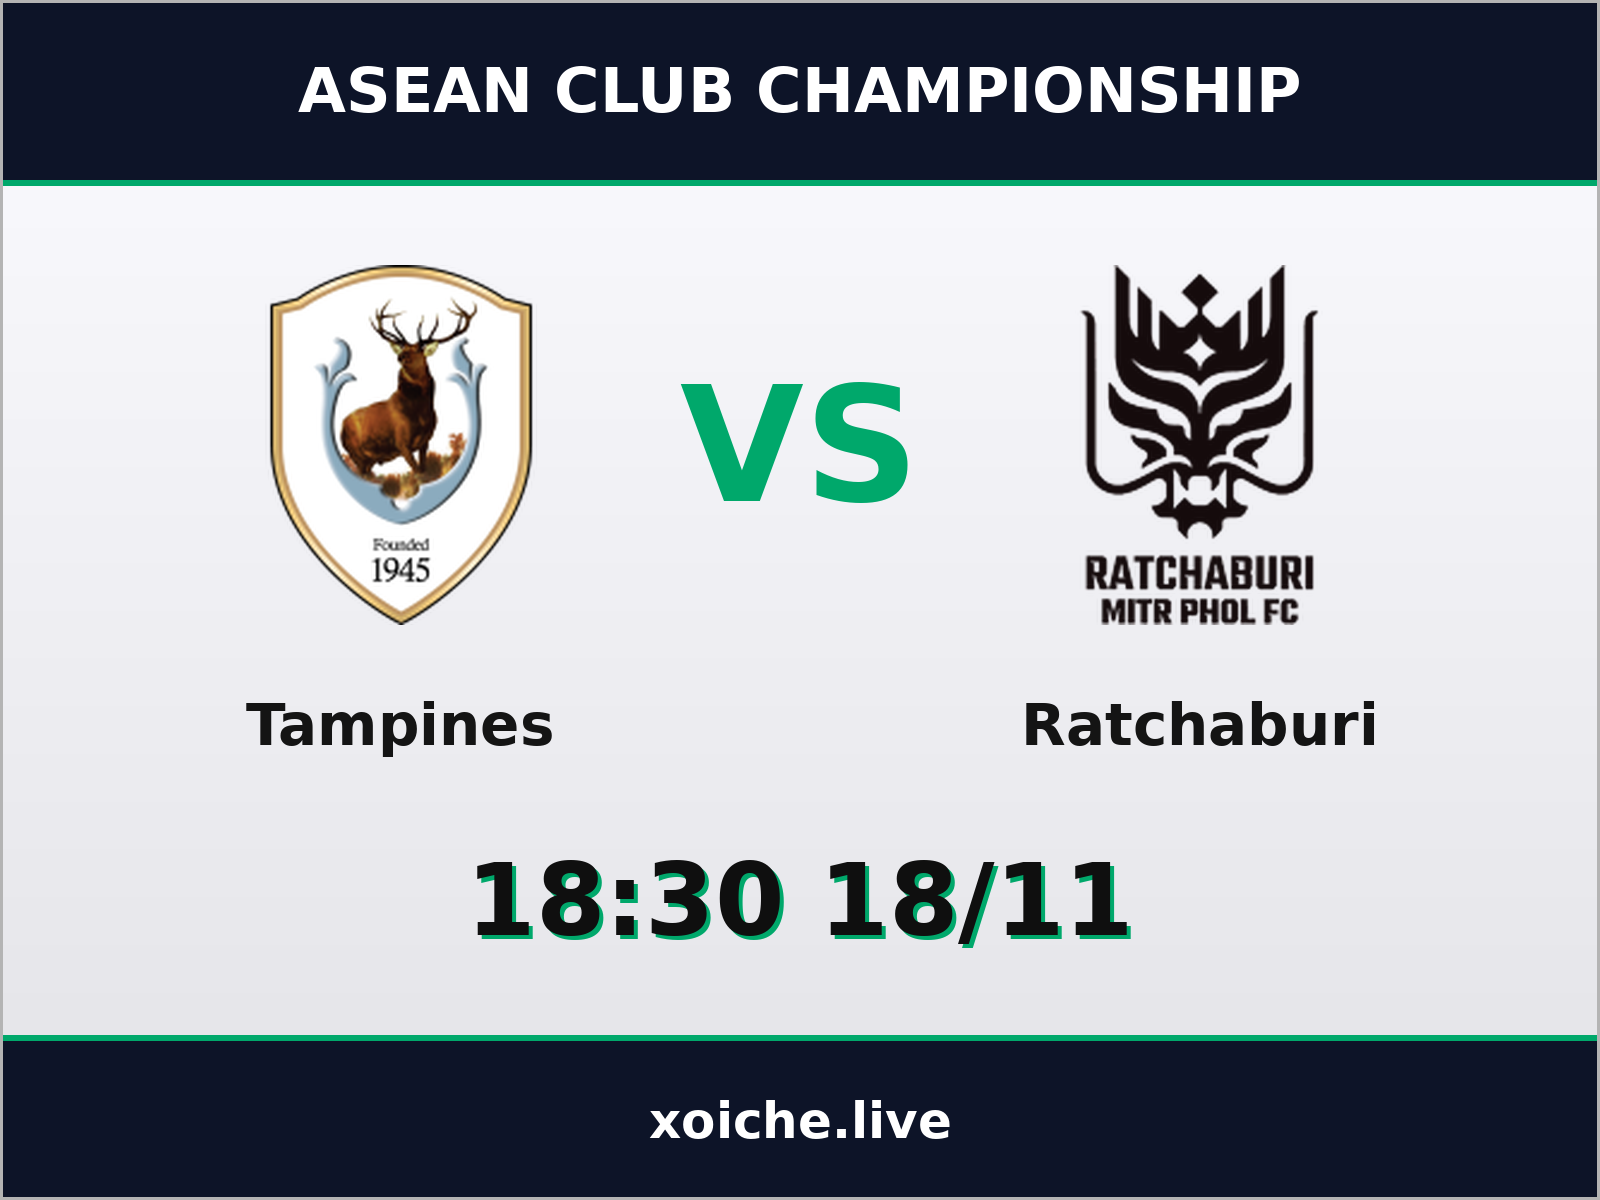 ASEAN CLUB CHAMPIONSHIP
Founded
1945
VS
RATCHABURI
MITR PHOL FC
Tampines
Ratchaburi
18:30 18/11
xoiche.live